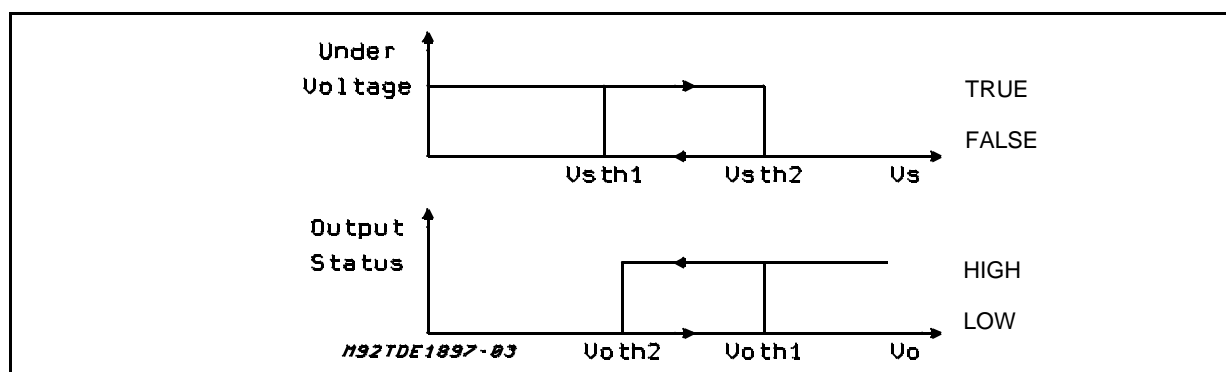 Under
Voltage
TRUE
FALSE
Vsth1 Vsth2 Vs
Output
Status
HIGH
LOW
M92TDE1897-03 Voth2 Voth1 Vo